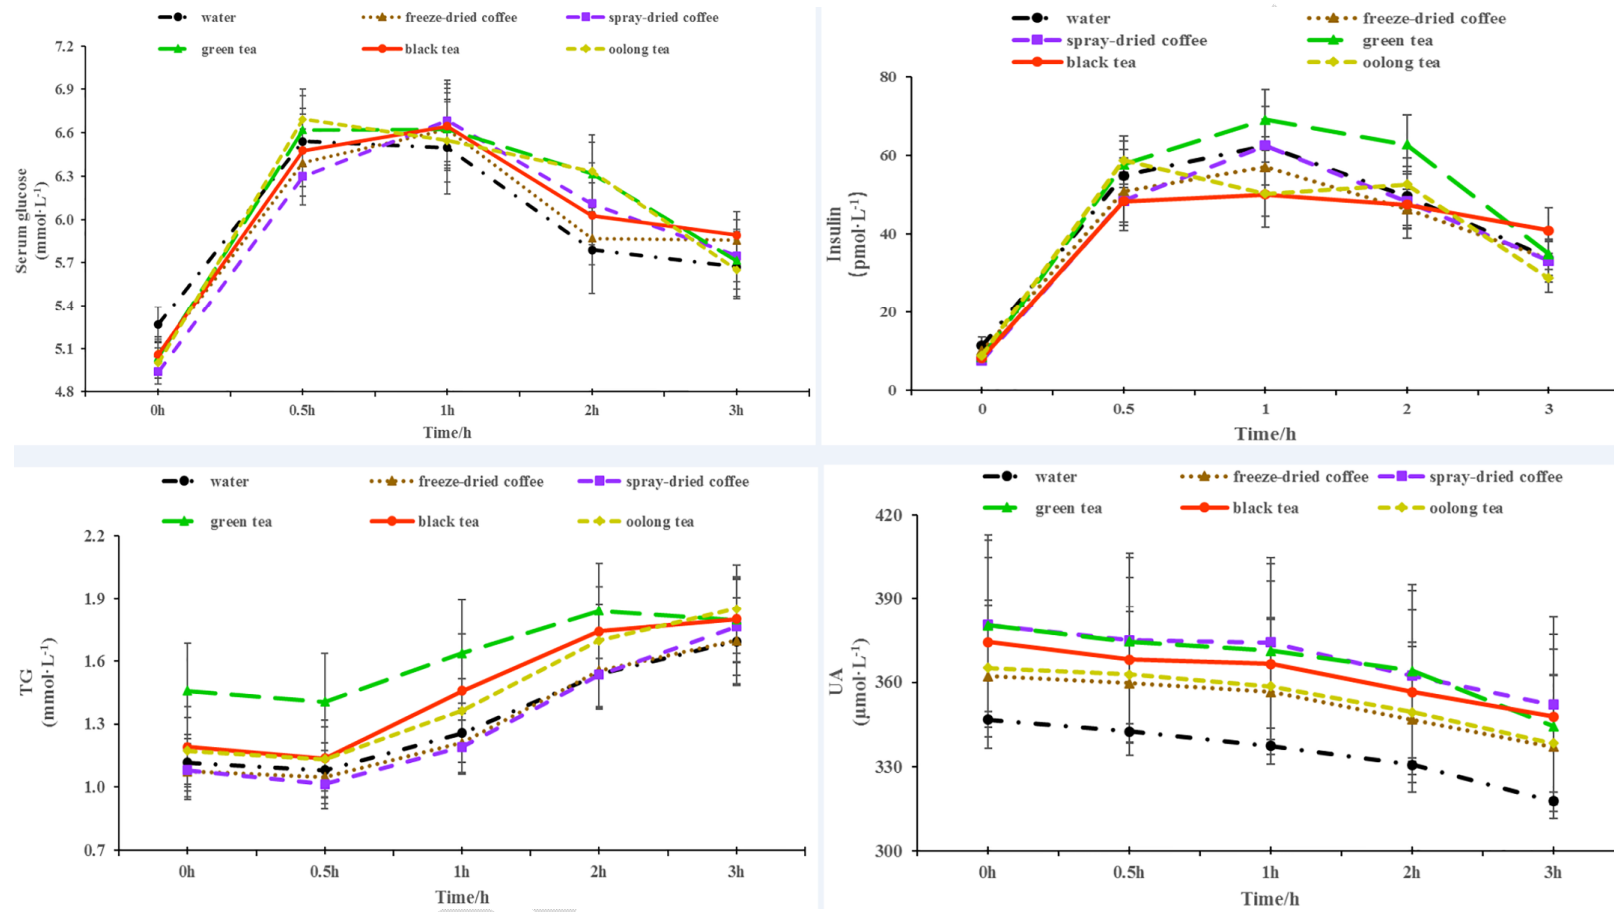 water freeze-dried coffee spray-dried coffee
green tea black tea oolong tea
7.2
6.9
6.6
6.3
6.0
5.7
5.4
5.1
4.8
Serum glucose
(mmol·L⁻¹)
0h 0.5h 1h 2h 3h
Time/h
water freeze-dried coffee
spray-dried coffee green tea
black tea oolong tea
80
60
40
20
0
Insulin
(pmol·L⁻¹)
0 0.5 1 2 3
Time/h
water freeze-dried coffee spray-dried coffee
green tea black tea oolong tea
2.2
1.9
1.6
1.3
1.0
0.7
TG
(mmol·L⁻¹)
0h 0.5h 1h 2h 3h
Time/h
water freeze-dried coffee spray-dried coffee
green tea black tea oolong tea
420
390
360
330
300
UA
(μmol·L⁻¹)
0h 0.5h 1h 2h 3h
Time/h